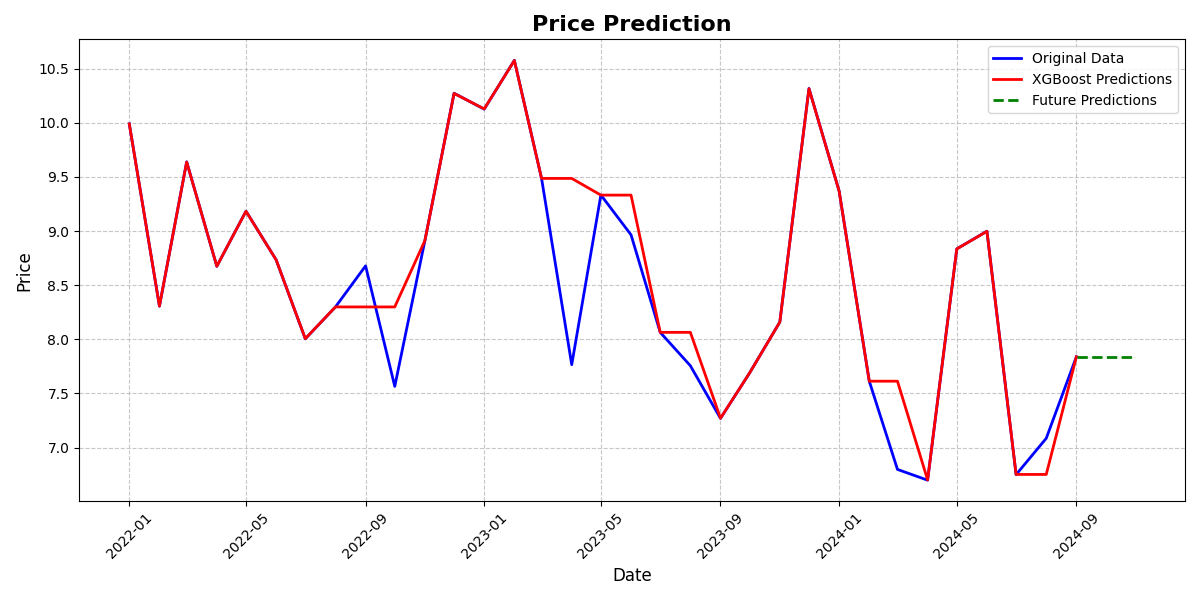 Price Prediction
Original Data
XGBoost Predictions
Future Predictions
Price
10.5
10.0
9.5
9.0
8.5
8.0
7.5
7.0
2022-01
2022-05
2022-09
2023-01
2023-05
2023-09
2024-01
2024-05
2024-09
Date